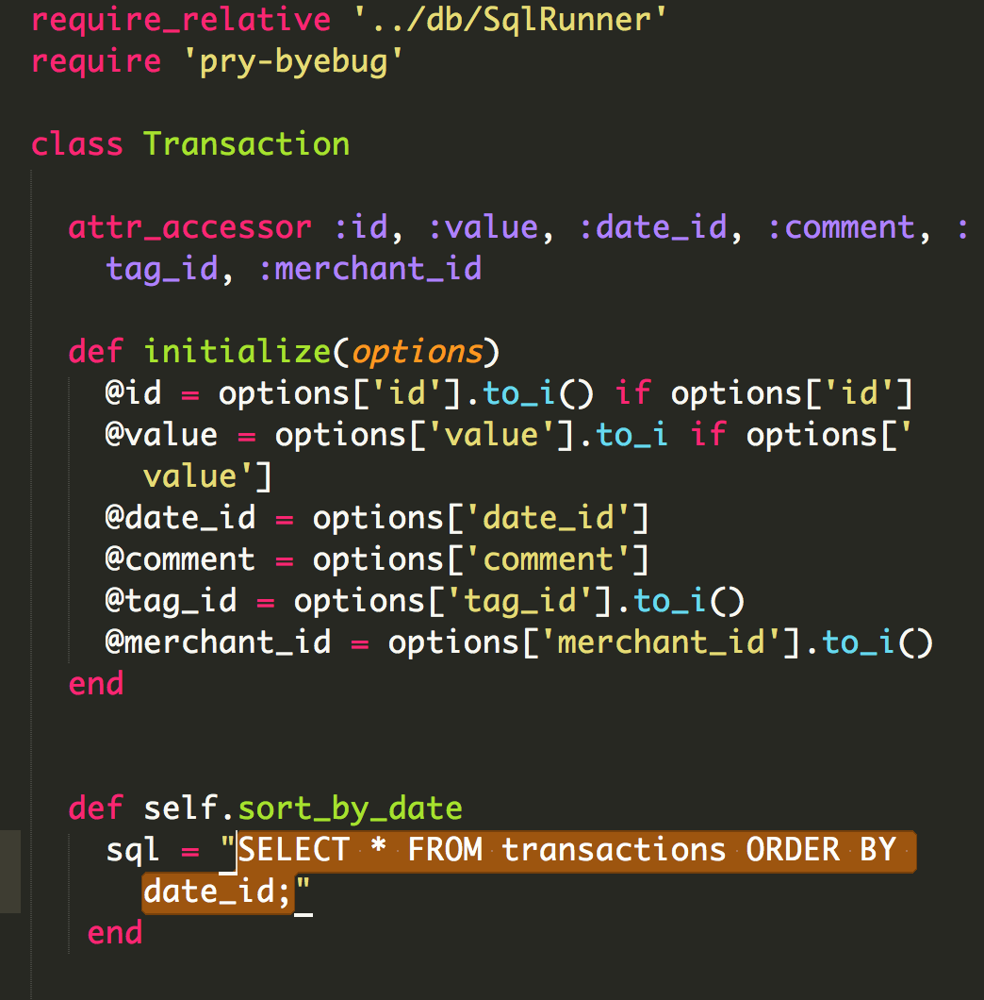 require_relative '../db/SqlRunner'
require 'pry-byebug'
class Transaction
attr_accessor :id, :value, :date_id, :comment, :
tag_id, :merchant_id
def initialize(options)
@id = options['id'].to_i() if options['id']
@value = options['value'].to_i if options['
value']
@date_id = options['date_id']
@comment = options['comment']
@tag_id = options['tag_id'].to_i()
@merchant_id = options['merchant_id'].to_i()
end
def self.sort_by_date
sql = "SELECT * FROM transactions ORDER BY
date_id;"
end